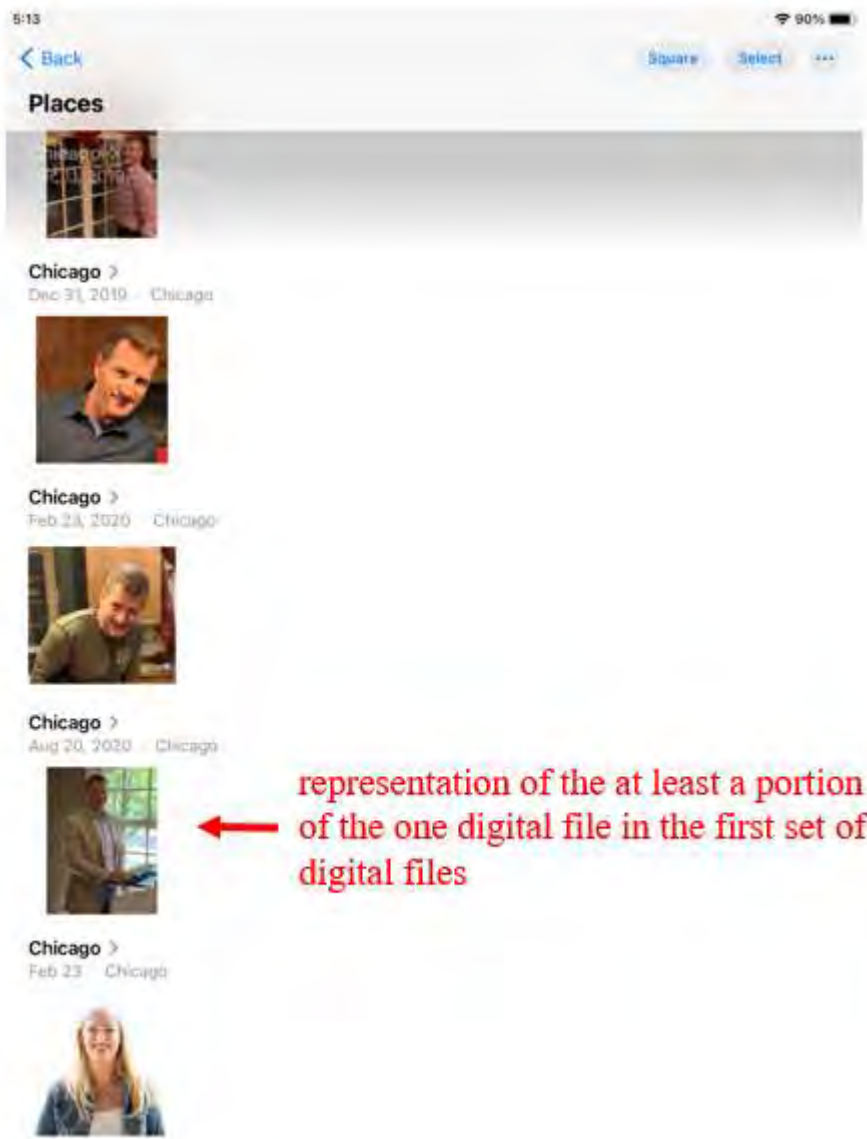 5:13
90%
Back
Square Select ...
Places
Chicago >
Dec 31, 2019 Chicago
Chicago >
Feb 23, 2020 Chicago
Chicago >
Aug 20, 2020 Chicago
representation of the at least a portion
of the one digital file in the first set of
digital files
Chicago >
Feb 23 Chicago